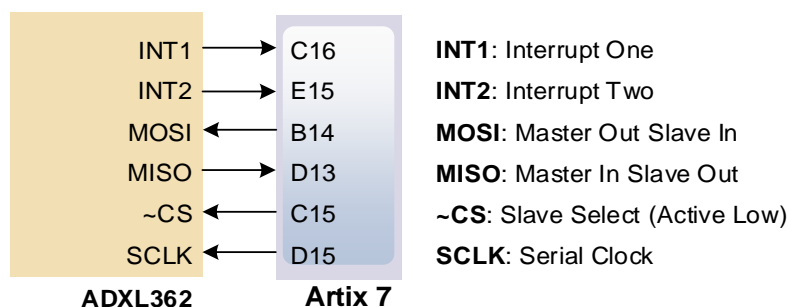 INT1 C16 INT1: Interrupt One
INT2 E15 INT2: Interrupt Two
MOSI B14 MOSI: Master Out Slave In
MISO D13 MISO: Master In Slave Out
~CS C15 ~CS: Slave Select (Active Low)
SCLK D15 SCLK: Serial Clock
ADXL362 Artix 7